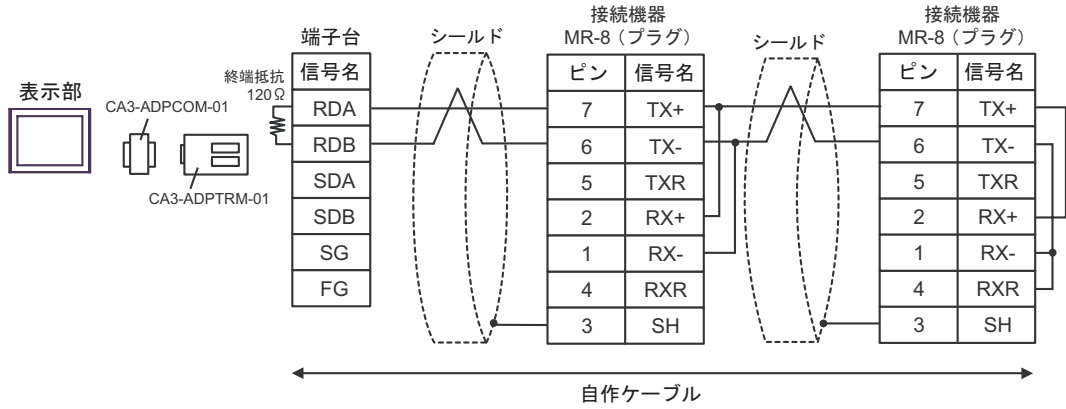 表示部
CA3-ADPCOM-01
CA3-ADPTRM-01
終端抵抗
120Ω
端子台
信号名
RDA
RDB
SDA
SDB
SG
FG
シールド
接続機器
MR-8（プラグ）
ピン 信号名
7 TX+
6 TX-
5 TXR
2 RX+
1 RX-
4 RXR
3 SH
シールド
接続機器
MR-8（プラグ）
ピン 信号名
7 TX+
6 TX-
5 TXR
2 RX+
1 RX-
4 RXR
3 SH
自作ケーブル